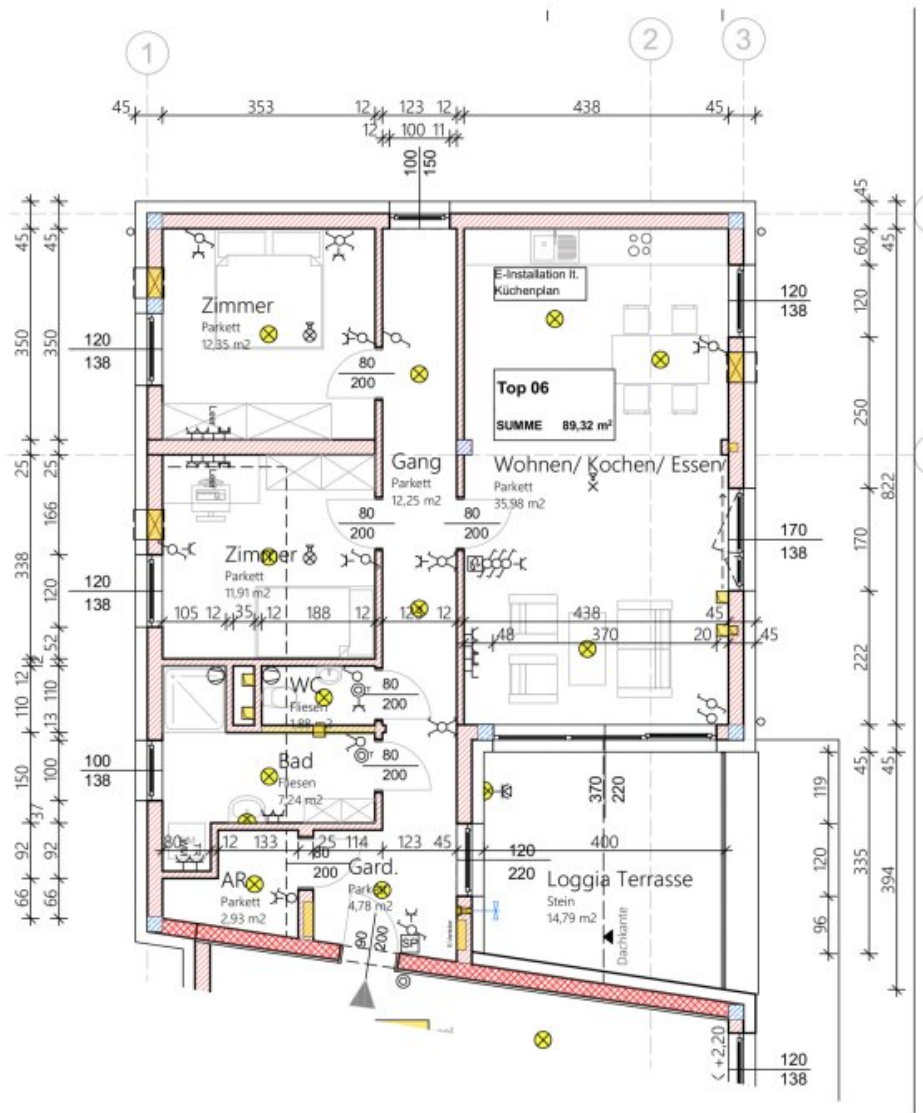 1
2
3
45 353 12 123 12 438 45
12 100 11
100
150
45
45
45
45
60
E-Installation lt.
Küchenplan
Zimmer
Parkett
12,35 m2
120
138
120
138
350
350
120
80
200
Top 06
SUMME 89,32 m²
250
Leer
Leer
25
25
Gang
Parkett
12,25 m2
Wohnen/ Kochen/ Essen/
Parkett
35,98 m2
822
166
338
80
200
80
200
170
138
170
Zimmer
Parkett
11,91 m2
120
138
120
105 12 35 12 188 12 12 438 45
48 370 20 45
52
12
12
222
WC
Fliesen
1,88 m2
80
200
110
110
13
Bad
Fliesen
7,24 m2
80
200
100
138
150
100
37
370
220
45
45
119
80 12 133 25 114 123 45 400
WM
TR
92
92
80
200
120
220
120
335
394
AR
Parkett
2,93 m2
Gard.
Parkett
4,78 m2
Loggia Terrasse
Stein
14,79 m2
66
66
96
90
200
SP
Dachkante
m2
< +2,20
120
138